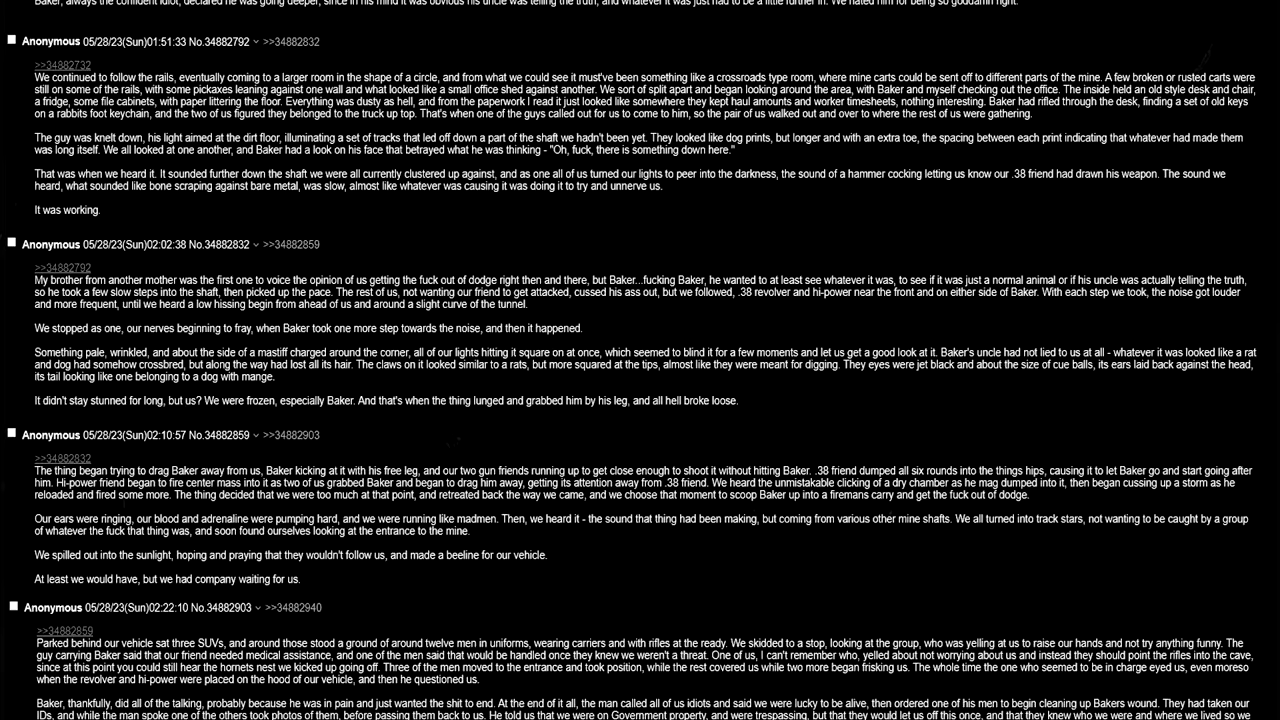 Baker, always the confident idiot, declared he was going deeper, since in his mind it was obvious his uncle was telling the truth, and whatever it was just had to be a little further in. We hated him for being so goddamn right.
Anonymous 05/28/23(Sun)01:51:33 No.34882792 >>34882832
>>34882732
We continued to follow the rails, eventually coming to a larger room in the shape of a circle, and from what we could see it must've been something like a crossroads type room, where mine carts could be sent off to different parts of the mine. A few broken or rusted carts were
still on some of the rails, with some pickaxes leaning against one wall and what looked like a small office shed against another. We sort of split apart and began looking around the area, with Baker and myself checking out the office. The inside held an old style desk and chair,
a fridge, some file cabinets, with paper littering the floor. Everything was dusty as hell, and from the paperwork I read it just looked like somewhere they kept haul amounts and worker timesheets, nothing interesting. Baker had rifled through the desk, finding a set of old keys
on a rabbits foot keychain, and the two of us figured they belonged to the truck up top. That's when one of the guys called out for us to come to him, so the pair of us walked out and over to where the rest of us were gathering.
The guy was knelt down, his light aimed at the dirt floor, illuminating a set of tracks that led off down a part of the shaft we hadn't been yet. They looked like dog prints, but longer and with an extra toe, the spacing between each print indicating that whatever had made them
was long itself. We all looked at one another, and Baker had a look on his face that betrayed what he was thinking - "Oh, fuck, there is something down here."
That was when we heard it. It sounded further down the shaft we were all currently clustered up against, and as one all of us turned our lights to peer into the darkness, the sound of a hammer cocking letting us know our .38 friend had drawn his weapon. The sound we
heard, what sounded like bone scraping against bare metal, was slow, almost like whatever was causing it was doing it to try and unnerve us.
It was working.
Anonymous 05/28/23(Sun)02:02:38 No.34882832 >>34882859
>>34882792
My brother from another mother was the first one to voice the opinion of us getting the fuck out of dodge right then and there, but Baker...fucking Baker, he wanted to at least see whatever it was, to see if it was just a normal animal or if his uncle was actually telling the truth,
so he took a few slow steps into the shaft, then picked up the pace. The rest of us, not wanting our friend to get attacked, cussed his ass out, but we followed, .38 revolver and hi-power near the front and on either side of Baker. With each step we took, the noise got louder
and more frequent, until we heard a low hissing begin from ahead of us and around a slight curve of the tunnel.
We stopped as one, our nerves beginning to fray, when Baker took one more step towards the noise, and then it happened.
Something pale, wrinkled, and about the side of a mastiff charged around the corner, all of our lights hitting it square on at once, which seemed to blind it for a few moments and let us get a good look at it. Baker's uncle had not lied to us at all - whatever it was looked like a rat
and dog had somehow crossbred, but along the way had lost all its hair. The claws on it looked similar to a rats, but more squared at the tips, almost like they were meant for digging. They eyes were jet black and about the size of cue balls, its ears laid back against the head,
its tail looking like one belonging to a dog with mange.
It didn't stay stunned for long, but us? We were frozen, especially Baker. And that's when the thing lunged and grabbed him by his leg, and all hell broke loose.
Anonymous 05/28/23(Sun)02:10:57 No.34882859 >>34882903
>>34882832
The thing began trying to drag Baker away from us, Baker kicking at it with his free leg, and our two gun friends running up to get close enough to shoot it without hitting Baker. .38 friend dumped all six rounds into the things hips, causing it to let Baker go and start going after
him. Hi-power friend began to fire center mass into it as two of us grabbed Baker and began to drag him away, getting its attention away from .38 friend. We heard the unmistakable clicking of a dry chamber as he mag dumped into it, then began cussing up a storm as he
reloaded and fired some more. The thing decided that we were too much at that point, and retreated back the way we came, and we choose that moment to scoop Baker up into a firemans carry and get the fuck out of dodge.
Our ears were ringing, our blood and adrenaline were pumping hard, and we were running like madmen. Then, we heard it - the sound that thing had been making, but coming from various other mine shafts. We all turned into track stars, not wanting to be caught by a group
of whatever the fuck that thing was, and soon found ourselves looking at the entrance to the mine.
We spilled out into the sunlight, hoping and praying that they wouldn't follow us, and made a beeline for our vehicle.
At least we would have, but we had company waiting for us.
Anonymous 05/28/23(Sun)02:22:10 No.34882903 >>34882940
>>34882859
Parked behind our vehicle sat three SUVs, and around those stood a ground of around twelve men in uniforms, wearing carriers and with rifles at the ready. We skidded to a stop, looking at the group, who was yelling at us to raise our hands and not try anything funny. The
guy carrying Baker said that our friend needed medical assistance, and one of the men said that would be handled once they knew we weren't a threat. One of us, I can't remember who, yelled about not worrying about us and instead they should point the rifles into the cave,
since at this point you could still hear the hornets nest we kicked up going off. Three of the men moved to the entrance and took position, while the rest covered us while two more began frisking us. The whole time the one who seemed to be in charge eyed us, even moreso
when the revolver and hi-power were placed on the hood of our vehicle, and then he questioned us.
Baker, thankfully, did all of the talking, probably because he was in pain and just wanted the shit to end. At the end of it all, the man called all of us idiots and said we were lucky to be alive, then ordered one of his men to begin cleaning up Bakers wound. They had taken our
IDs, and while the man spoke one of the others took photos of them, before passing them back to us. He told us that we were on Government property, and were trespassing, but that they would let us off this once, and that they knew who we were and where we lived so we